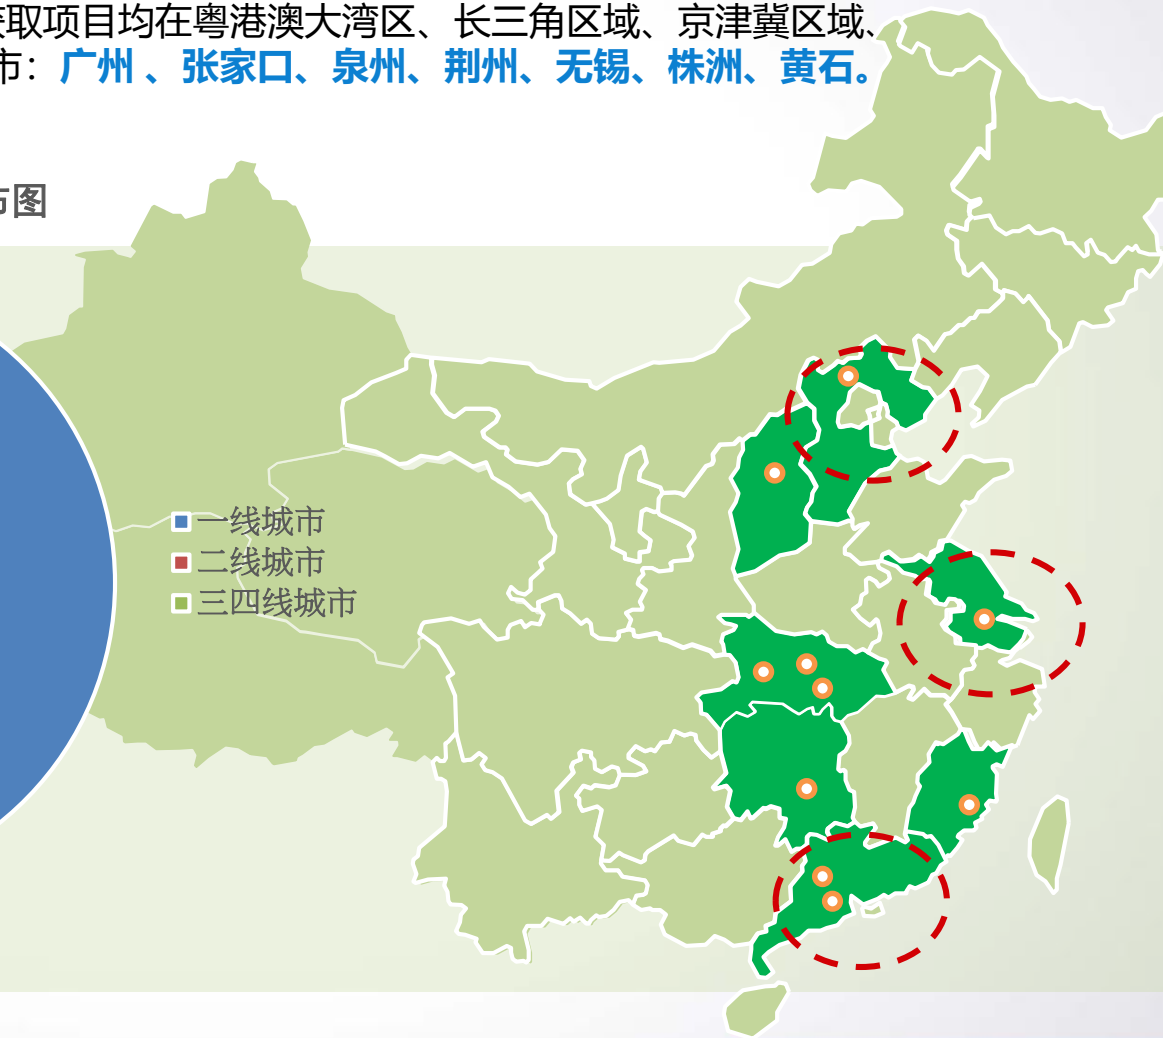 获取项目均在粤港澳大湾区、长三角区域、京津冀区域、
市：广州 、张家口、泉州、荆州、无锡、株洲、黄石。
布图
一线城市
二线城市
三四线城市